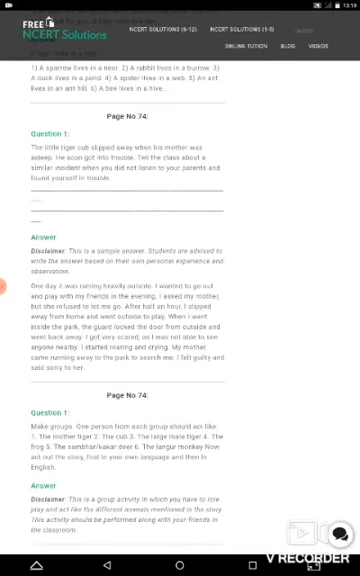 13:19
FREE
NCERT Solutions
NCERT SOLUTIONS (6-12) NCERT SOLUTIONS (1-5)
ONLINE TUTION BLOG VIDEOS
1) A sparrow lives in a nest. 2) A rabbit lives in a burrow. 3)
A duck lives in a pond. 4) A spider lives in a web. 5) An ant
lives in an ant hill. 6) A bee lives in a hive.
Page No 74:
Question 1:
The little tiger cub slipped away when his mother was
asleep. He soon got into trouble. Tell the class about a
similar incident when you did not listen to your parents and
found yourself in trouble.
Answer
Disclaimer: This is a sample answer. Students are advised to
write the answer based on their own personal experience and
observation.
One day it was raining heavily outside. I wanted to go out
and play with my friends in the evening. I asked my mother,
but she refused to let me go. After half an hour, I slipped
away from home and went outside to play. When I went
inside the park, the guard locked the door from outside and
went back away. I got very scared, as I was not able to see
anyone nearby. I started roaring and crying. My mother
came running away to the park to search me. I felt guilty and
said sorry to her.
Page No 74:
Question 1:
Make groups. One person from each group should act like:
1. The mother tiger 2. The cub 3. The large male tiger 4. The
frog 5. The sambhar/kakar deer 6. The langur monkey Now
act out the story, first in your own language and then in
English.
Answer
Disclaimer: This is a group activity in which you have to role
play and act like the different animals mentioned in the story.
This activity should be performed along with your friends in
the classroom.
V RECORDER